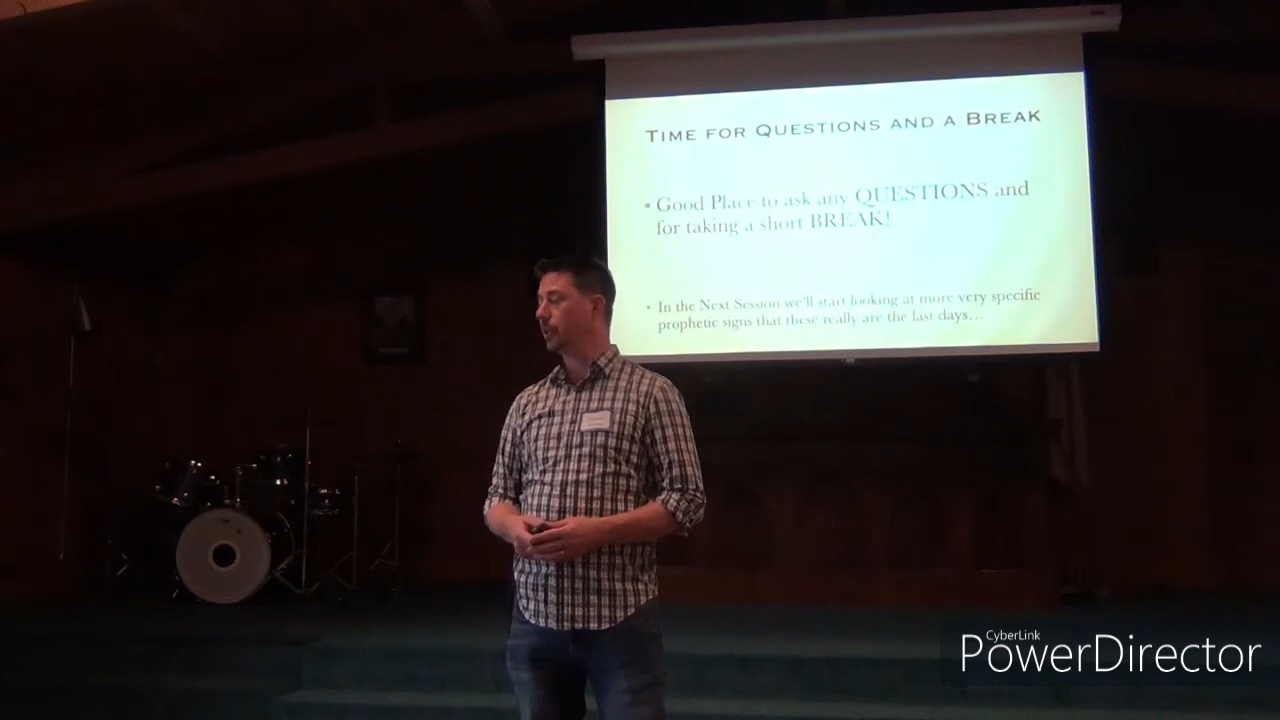 Time for Questions and a Break
• Good Place to ask any QUESTIONS and
for taking a short BREAK!
• In the Next Session we'll start looking at more very specific
prophetic signs that these really are the last days...
CyberLink
PowerDirector